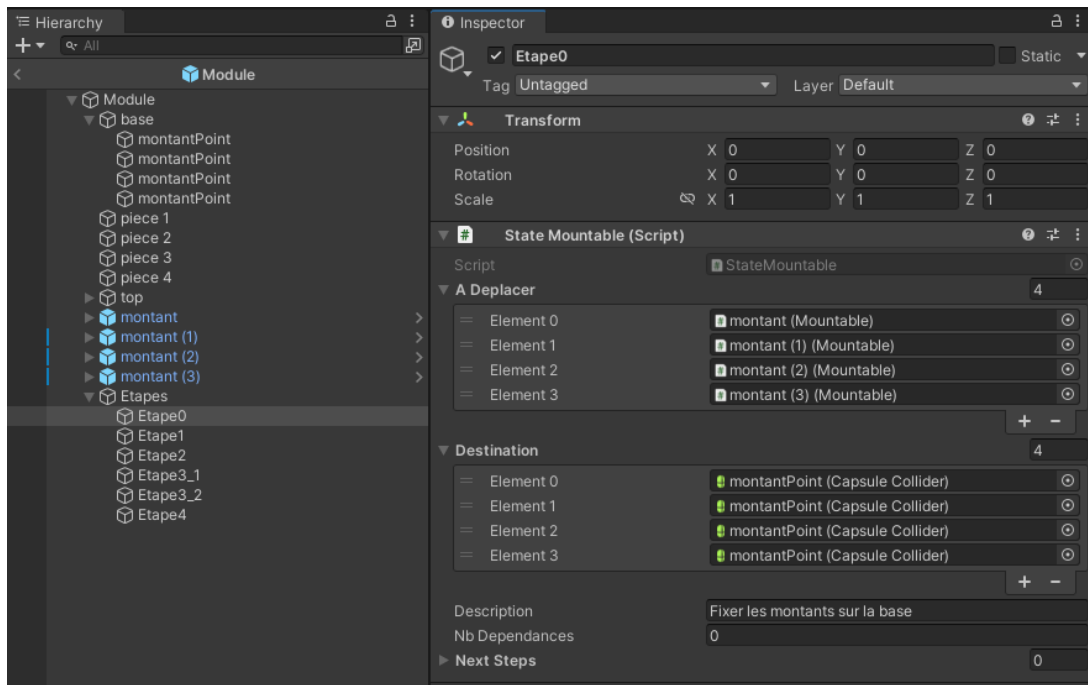 Hierarchy
All
Module
Module
base
montantPoint
montantPoint
montantPoint
montantPoint
piece 1
piece 2
piece 3
piece 4
top
montant
montant (1)
montant (2)
montant (3)
Etapes
Etape0
Etape1
Etape2
Etape3_1
Etape3_2
Etape4
Inspector
Etape0 Static
Tag Untagged Layer Default
Transform
Position X 0 Y 0 Z 0
Rotation X 0 Y 0 Z 0
Scale X 1 Y 1 Z 1
# State Mountable (Script)
Script StateMountable
A Deplacer 4
Element 0 montant (Mountable)
Element 1 montant (1) (Mountable)
Element 2 montant (2) (Mountable)
Element 3 montant (3) (Mountable)
Destination 4
Element 0 montantPoint (Capsule Collider)
Element 1 montantPoint (Capsule Collider)
Element 2 montantPoint (Capsule Collider)
Element 3 montantPoint (Capsule Collider)
Description Fixer les montants sur la base
Nb Dependances 0
Next Steps 0